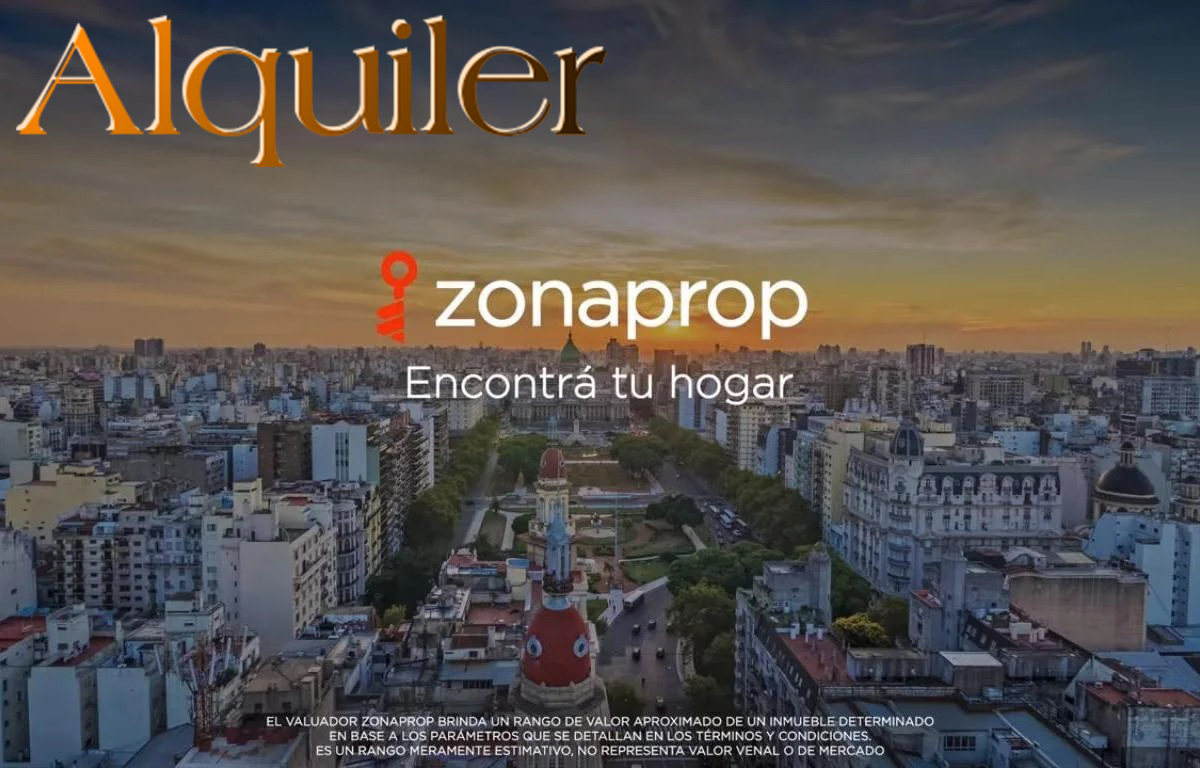 Alquiler
zonaprop
Encontrá tu hogar
EL VALUADOR ZONAPROP BRINDA UN RANGO DE VALOR APROXIMADO DE UN INMUEBLE DETERMINADO
EN BASE A LOS PARÁMETROS QUE SE DETALLAN EN LOS TÉRMINOS Y CONDICIONES.
ES UN RANGO MERAMENTE ESTIMATIVO, NO REPRESENTA VALOR VENAL O DE MERCADO